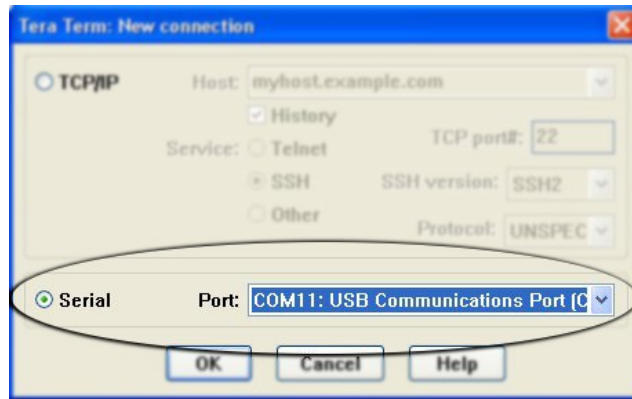 Tera Term: New connection
TCP/IP
Host: myhost.example.com
History
Service: Telnet
TCP port#: 22
SSH
SSH version: SSH2
Other
Protocol: UNSPEC
Serial
Port: COM11: USB Communications Port (C
OK Cancel Help